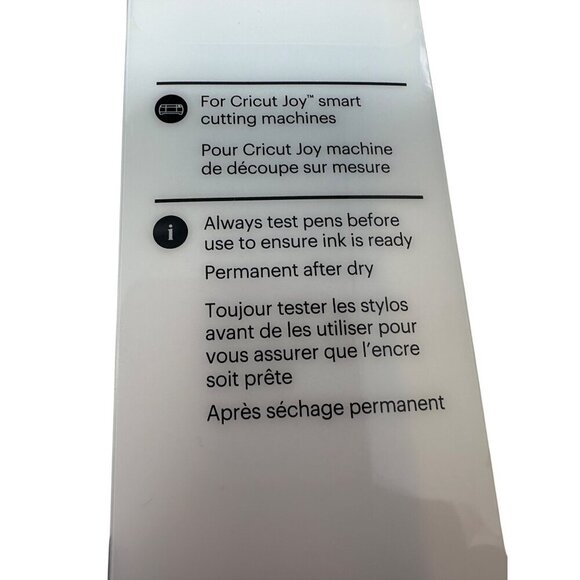 For Cricut Joy™ smart
cutting machines
Pour Cricut Joy machine
de découpe sur mesure
i
Always test pens before
use to ensure ink is ready
Permanent after dry
Toujour tester les stylos
avant de les utiliser pour
vous assurer que l'encre
soit prête
Après séchage permanent